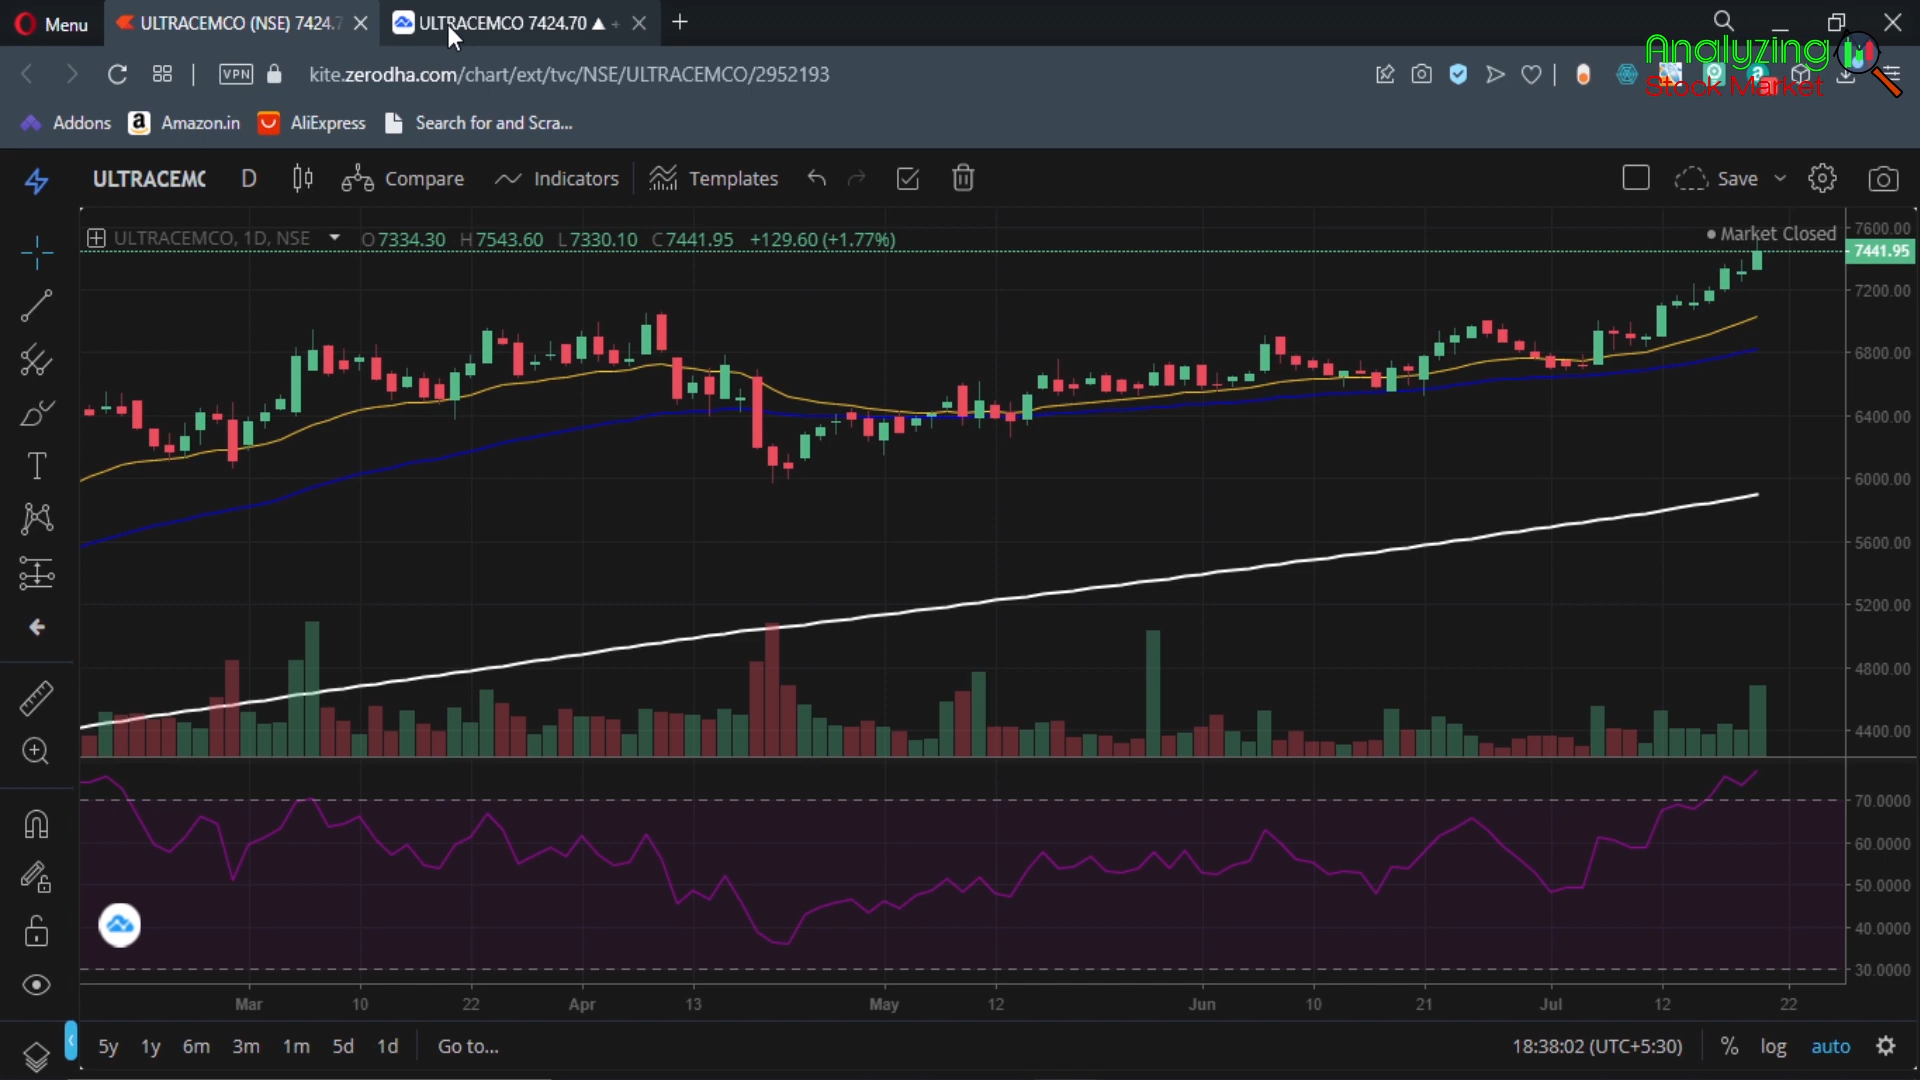 Menu
ULTRACEMCO (NSE) 7424.7
ULTRACEMCO 7424.70 ▲ +
kite.zerodha.com/chart/ext/tvc/NSE/ULTRACEMCO/2952193
VPN
Analyzing
Stock Market
Addons
Amazon.in
AliExpress
Search for and Scra...
ULTRACEMC
D
Compare
Indicators
Templates
Save
ULTRACEMCO, 1D, NSE
O7334.30 H7543.60 L7330.10 C7441.95 +129.60 (+1.77%)
Market Closed
7600.00
7441.95
7200.00
6800.00
6400.00
6000.00
5600.00
5200.00
4800.00
4400.00
70.0000
60.0000
50.0000
40.0000
30.0000
Mar 10 22 Apr 13 May 12 Jun 10 21 Jul 12 22
5y 1y 6m 3m 1m 5d 1d Go to...
18:38:02 (UTC+5:30) % log auto